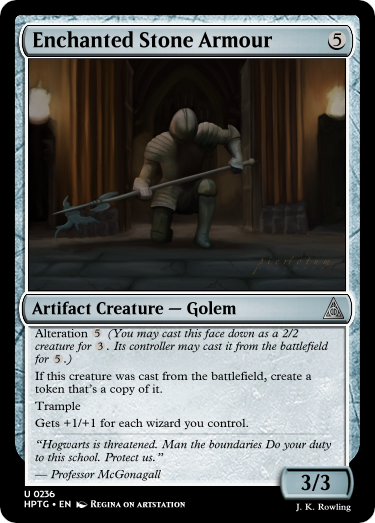 Enchanted Stone Armour 5
Artifact Creature — Golem
Alteration 5 (You may cast this face down as a 2/2
creature for 3. Its controller may cast it from the battlefield
for 5.)
If this creature was cast from the battlefield, create a
token that's a copy of it.
Trample
Gets +1/+1 for each wizard you control.
"Hogwarts is threatened. Man the boundaries Do your duty
to this school. Protect us."
— Professor McGonagall
3/3
U 0236
HPTG • EN Regina on Artstation
J. K. Rowling